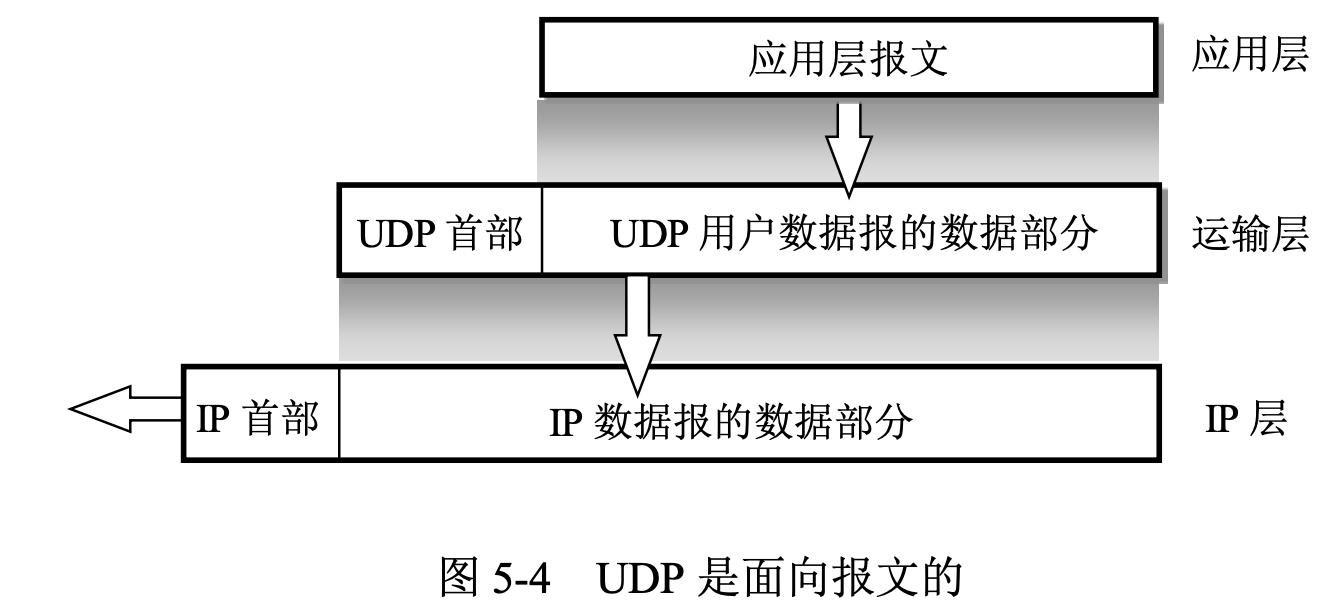 应用层报文 应用层
UDP 首部 UDP 用户数据报的数据部分 运输层
IP 首部 IP 数据报的数据部分 IP 层
图 5-4 UDP 是面向报文的